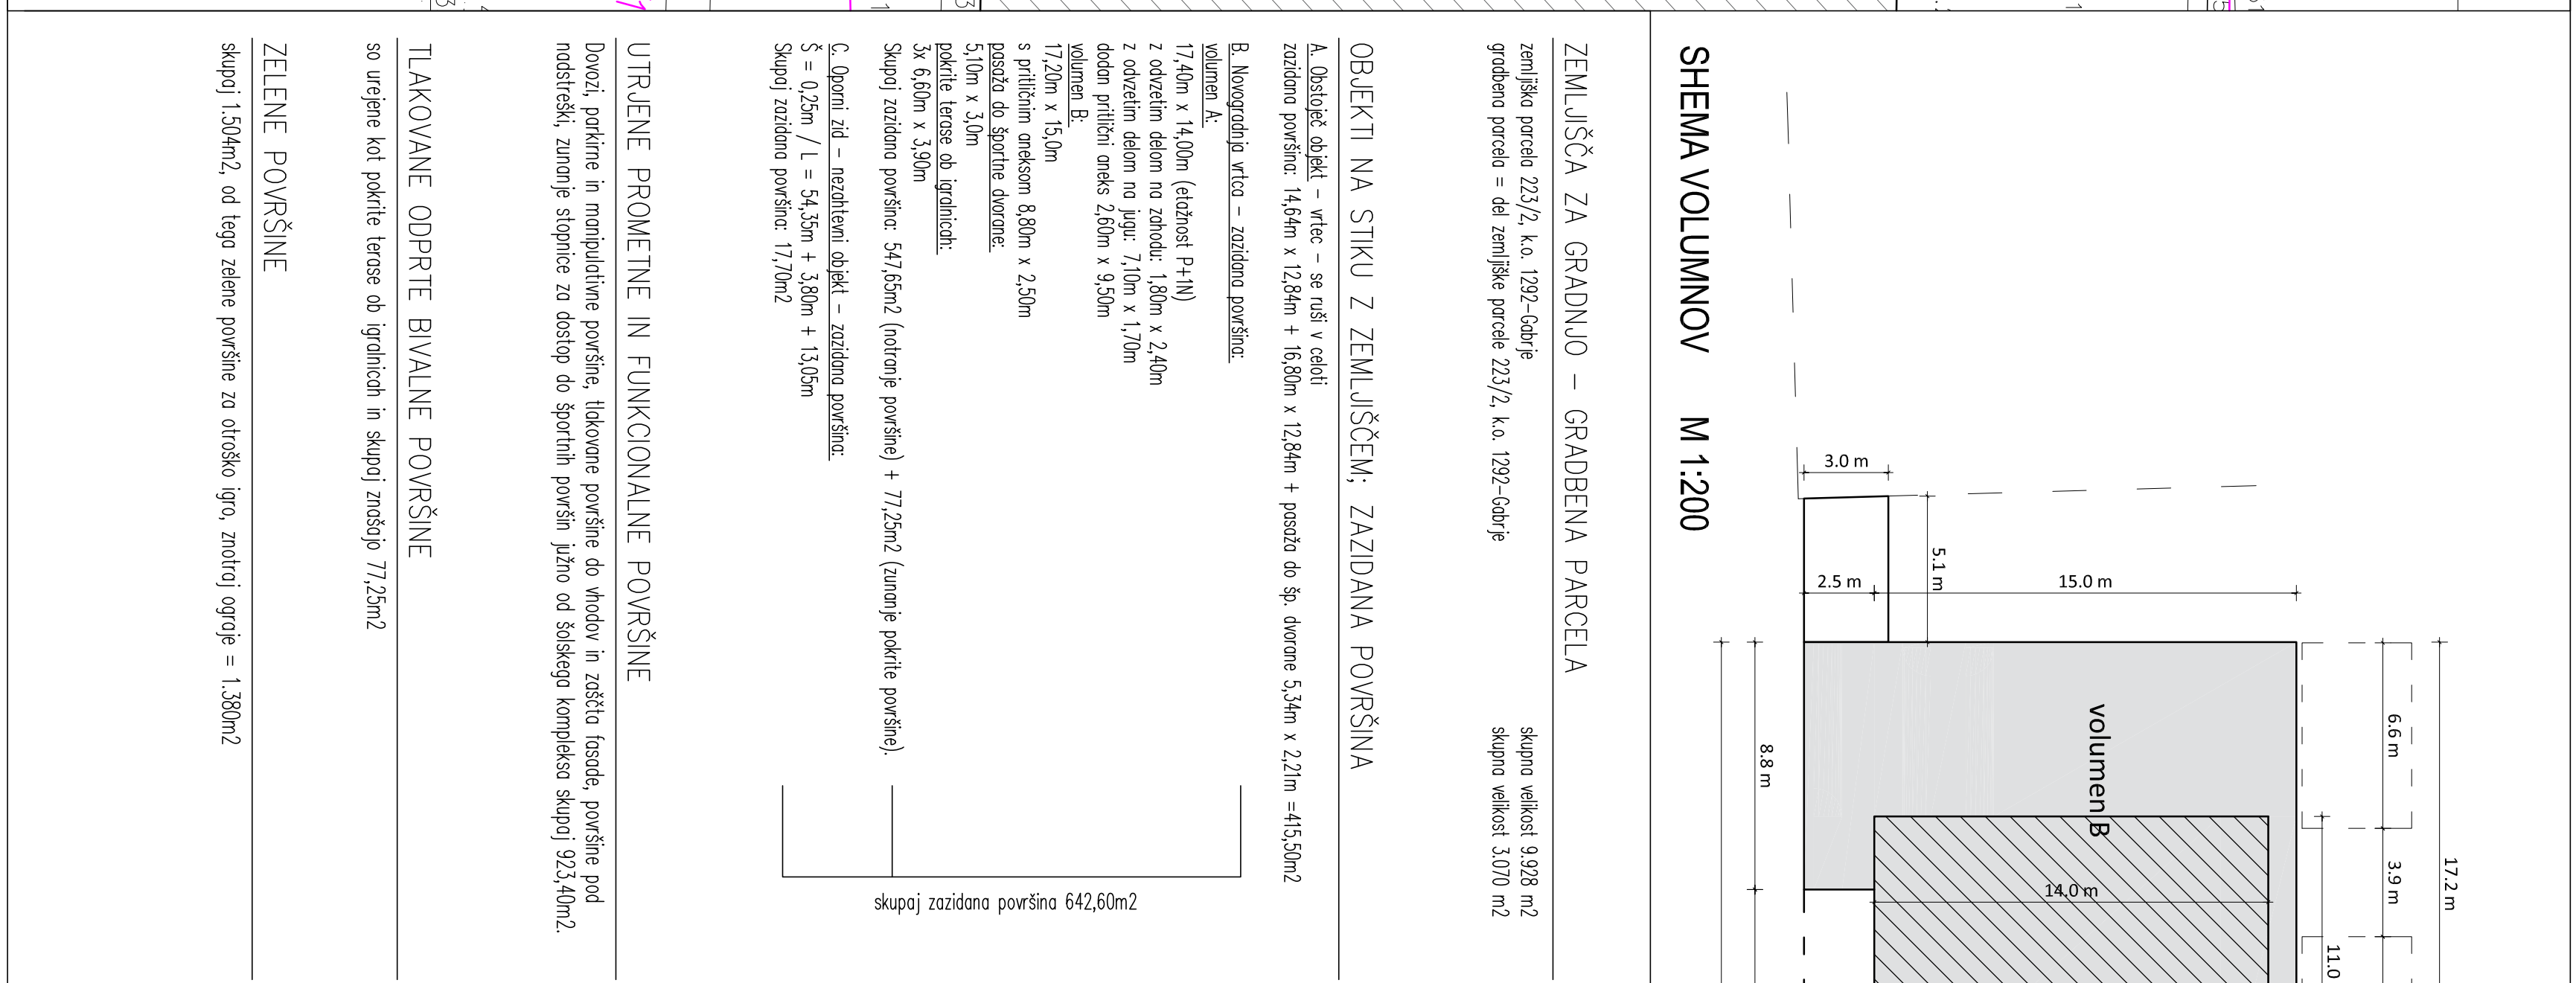 SHEMA VOLUMNOV M 1:200
3.0 m
5.1 m
2.5 m
15.0 m
8.8 m
volumen B
14.0 m
6.6 m
3.9 m
17.2 m
11.0
ZEMLJIŠČA ZA GRADNJO – GRADBENA PARCELA
zemljiška parcela 223/2, k.o. 1292–Gabrje skupna velikost 9.928 m2
gradbena parcela = del zemljiške parcele 223/2, k.o. 1292–Gabrje skupna velikost 3.070 m2
OBJEKTI NA STIKU Z ZEMLJIŠČEM; ZAZIDANA POVRŠINA
A. Obstoječ objekt – vrtec – se ruši v celoti
zazidana površina: 14,64m x 12,84m + 16,80m x 12,84m + pasaža do šp. dvorane 5,34m x 2,21m =415,50m2
B. Novogradnja vrtca – zazidana površina:
volumen A:
17,40m x 14,00m (etažnost P+1N)
z odvzetim delom na zahodu: 1,80m x 2,40m
z odvzetim delom na jugu: 7,10m x 1,70m
dodan pritlični aneks 2,60m x 9,50m
volumen B:
17,20m x 15,0m
s pritličnim aneksom 8,80m x 2,50m
pasaža do športne dvorane:
5,10m x 3,0m
pokrite terase ob igralnicah:
3x 6,60m x 3,90m
Skupaj zazidana površina: 547,65m2 (notranje površine) + 77,25m2 (zunanje pokrite površine).
C. Oporni zid – nezahtevni objekt – zazidana površina:
Š = 0,25m / L = 54,35m + 3,80m + 13,05m
Skupaj zazidana površina: 17,70m2
skupaj zazidana površina 642,60m2
UTRJENE PROMETNE IN FUNKCIONALNE POVRŠINE
Dovozi, parkirne in manipulativne površine, tlakovane površine do vhodov in zaščta fasade, površine pod
nadstreški, zunanje stopnice za dostop do športnih površin južno od šolskega kompleksa skupaj 923,40m2.
TLAKOVANE ODPRTE BIVALNE POVRŠINE
so urejene kot pokrite terase ob igralnicah in skupaj znašajo 77,25m2
ZELENE POVRŠINE
skupaj 1.504m2, od tega zelene površine za otroško igro, znotraj ograje = 1.380m2